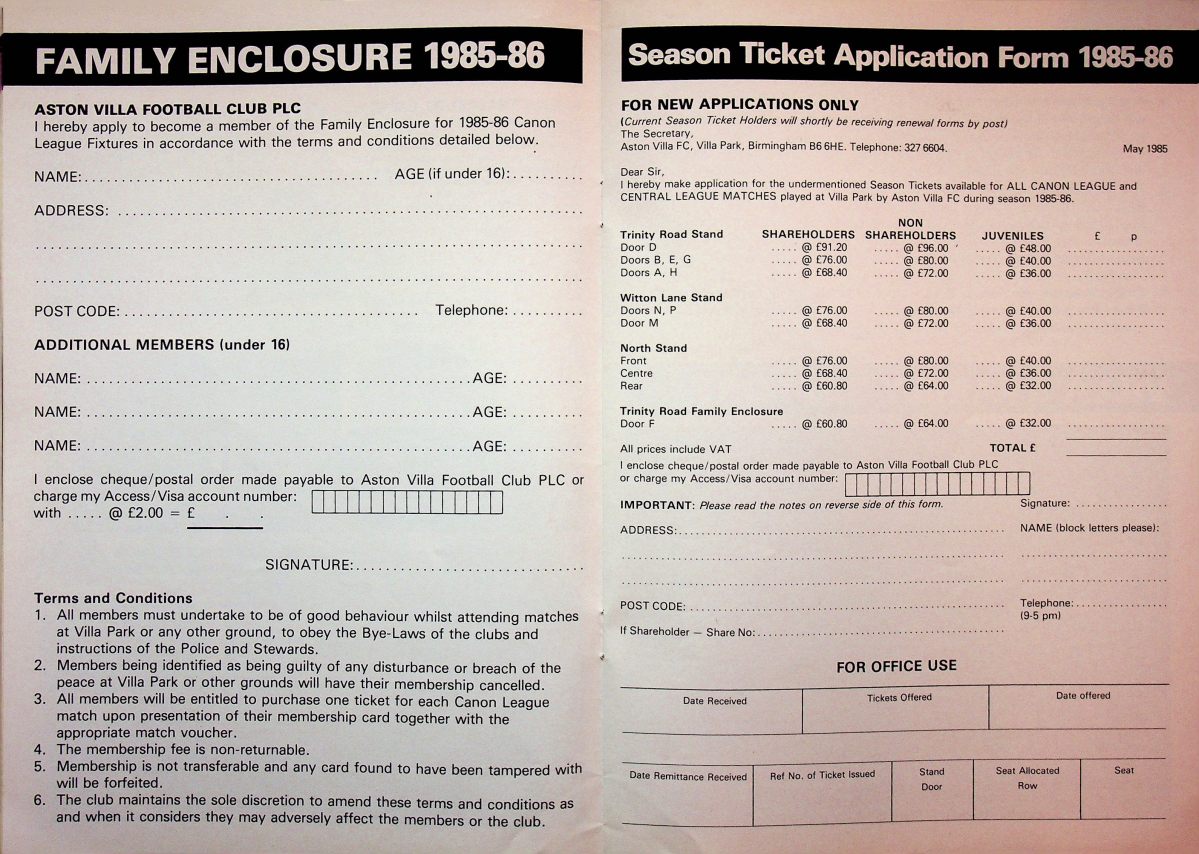 FAMILY ENCLOSURE 1985-86
ASTON VILLA FOOTBALL CLUB PLC
I hereby apply to become a member of the Family Enclosure for 1985-86 Canon
League Fixtures in accordance with the terms and conditions detailed below.
NAME:.................................... AGE (if under 16):..........
ADDRESS: ..........................................................
....................................................................
....................................................................
POST CODE:.................................... Telephone:..........
ADDITIONAL MEMBERS (under 16)
NAME:................................................AGE:..........
NAME:................................................AGE:..........
NAME:................................................AGE:..........
I enclose cheque/postal order made payable to Aston Villa Football Club PLC or
charge my Access/Visa account number:
with ..... @ £2.00 = £ . .
SIGNATURE:.............................
Terms and Conditions
1. All members must undertake to be of good behaviour whilst attending matches
at Villa Park or any other ground, to obey the Bye-Laws of the clubs and
instructions of the Police and Stewards.
2. Members being identified as being guilty of any disturbance or breach of the
peace at Villa Park or other grounds will have their membership cancelled.
3. All members will be entitled to purchase one ticket for each Canon League
match upon presentation of their membership card together with the
appropriate match voucher.
4. The membership fee is non-returnable.
5. Membership is not transferable and any card found to have been tampered with
will be forfeited.
6. The club maintains the sole discretion to amend these terms and conditions as
and when it considers they may adversely affect the members or the club.
Season Ticket Application Form 1985-86
FOR NEW APPLICATIONS ONLY
(Current Season Ticket Holders will shortly be receiving renewal forms by post)
The Secretary,
Aston Villa FC, Villa Park, Birmingham B6 6HE. Telephone: 327 6604. May 1985
Dear Sir,
I hereby make application for the undermentioned Season Tickets available for ALL CANON LEAGUE and
CENTRAL LEAGUE MATCHES played at Villa Park by Aston Villa FC during season 1985-86.
NON
Trinity Road Stand SHAREHOLDERS SHAREHOLDERS JUVENILES £ p
Door D ..... @ £91.20 ..... @ £96.00 ..... @ £48.00 ....................
Doors B, E, G ..... @ £76.00 ..... @ £80.00 ..... @ £40.00 ....................
Doors A, H ..... @ £68.40 ..... @ £72.00 ..... @ £36.00 ....................
Witton Lane Stand
Doors N, P ..... @ £76.00 ..... @ £80.00 ..... @ £40.00 ....................
Door M ..... @ £68.40 ..... @ £72.00 ..... @ £36.00 ....................
North Stand
Front ..... @ £76.00 ..... @ £80.00 ..... @ £40.00 ....................
Centre ..... @ £68.40 ..... @ £72.00 ..... @ £36.00 ....................
Rear ..... @ £60.80 ..... @ £64.00 ..... @ £32.00 ....................
Trinity Road Family Enclosure
Door F ..... @ £60.80 ..... @ £64.00 ..... @ £32.00 ....................
All prices include VAT TOTAL £
I enclose cheque/postal order made payable to Aston Villa Football Club PLC
or charge my Access/Visa account number:
IMPORTANT: Please read the notes on reverse side of this form. Signature: ..................
ADDRESS:...................................................... NAME (block letters please):
....................................................................
....................................................................
POST CODE:.................................................... Telephone:..................
(9-5 pm)
If Shareholder — Share No:..........................................
FOR OFFICE USE
Date Received Tickets Offered Date offered
Date Remittance Received Ref No. of Ticket Issued Stand Seat Allocated Seat
Door Row